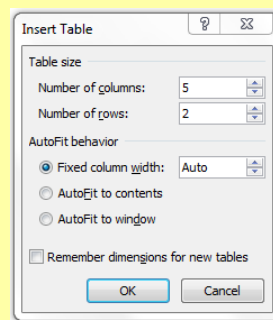 Insert Table
Table size
Number of columns: 5
Number of rows: 2
AutoFit behavior
Fixed column width: Auto
AutoFit to contents
AutoFit to window
Remember dimensions for new tables
OK Cancel